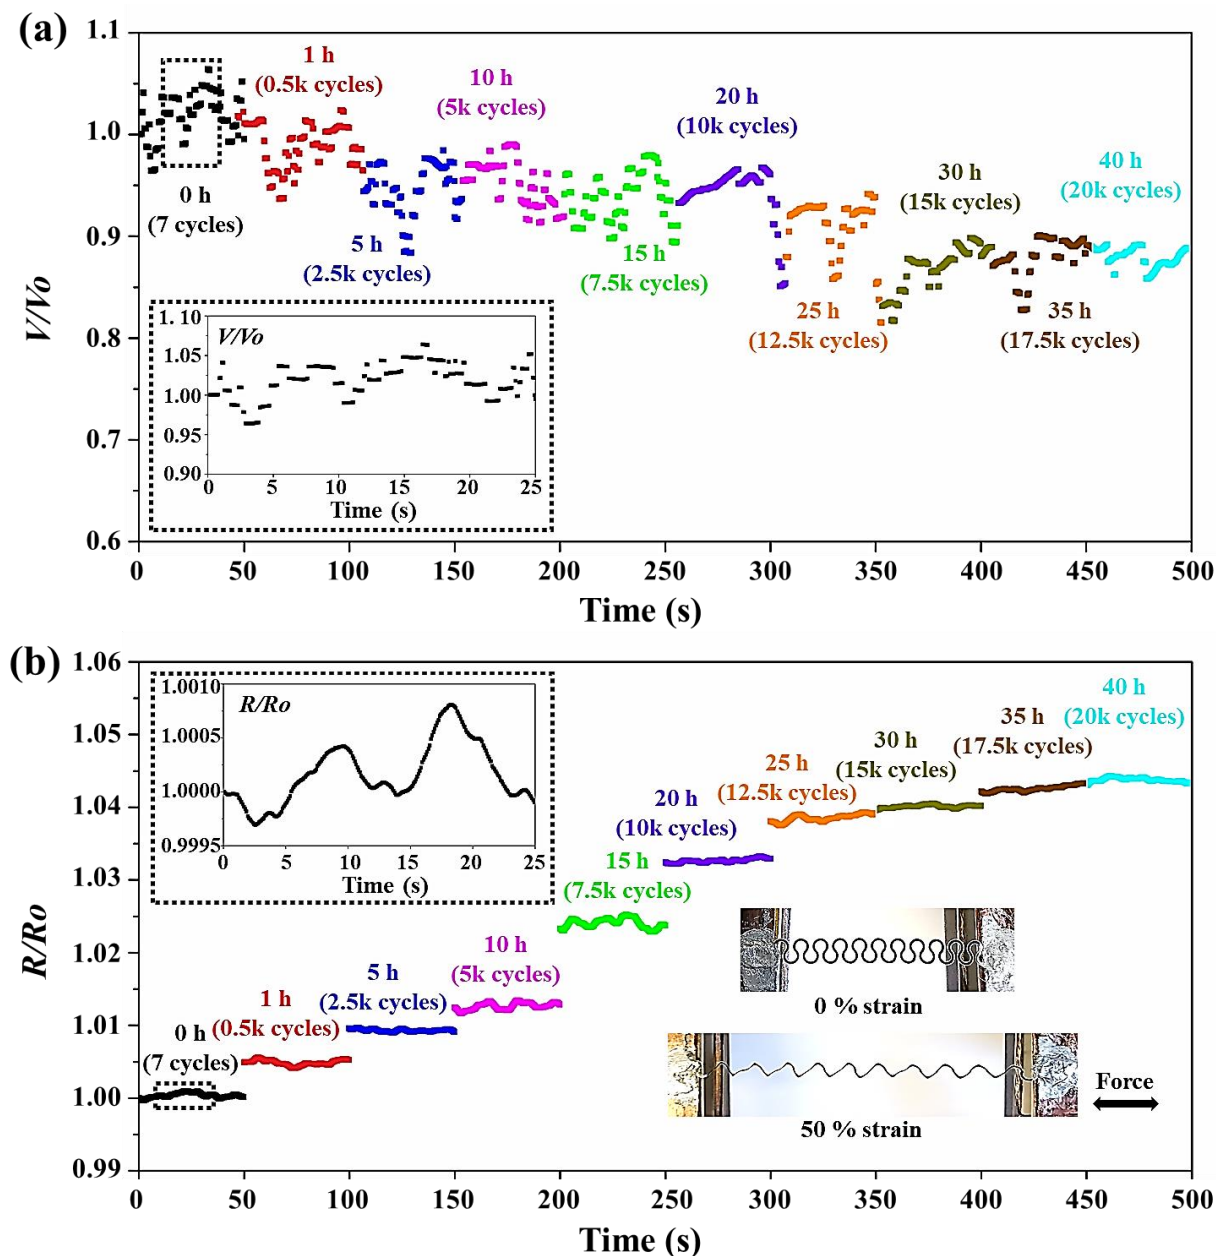 (a)
1.1
1.0
0.9
0.8
0.7
0.6
V/Vo
0 h
(7 cycles)
1 h
(0.5k cycles)
5 h
(2.5k cycles)
10 h
(5k cycles)
15 h
(7.5k cycles)
20 h
(10k cycles)
25 h
(12.5k cycles)
30 h
(15k cycles)
35 h
(17.5k cycles)
40 h
(20k cycles)
V/Vo
1.10
1.05
1.00
0.95
0.90
0 5 10 15 20 25
Time (s)
0 50 100 150 200 250 300 350 400 450 500
Time (s)
(b)
1.06
1.05
1.04
1.03
1.02
1.01
1.00
0.99
R/Ro
R/Ro
1.0010
1.0005
1.0000
0.9995
0 5 10 15 20 25
Time (s)
0 h
(7 cycles)
1 h
(0.5k cycles)
5 h
(2.5k cycles)
10 h
(5k cycles)
15 h
(7.5k cycles)
20 h
(10k cycles)
25 h
(12.5k cycles)
30 h
(15k cycles)
35 h
(17.5k cycles)
40 h
(20k cycles)
0 % strain
50 % strain
Force
0 50 100 150 200 250 300 350 400 450 500
Time (s)